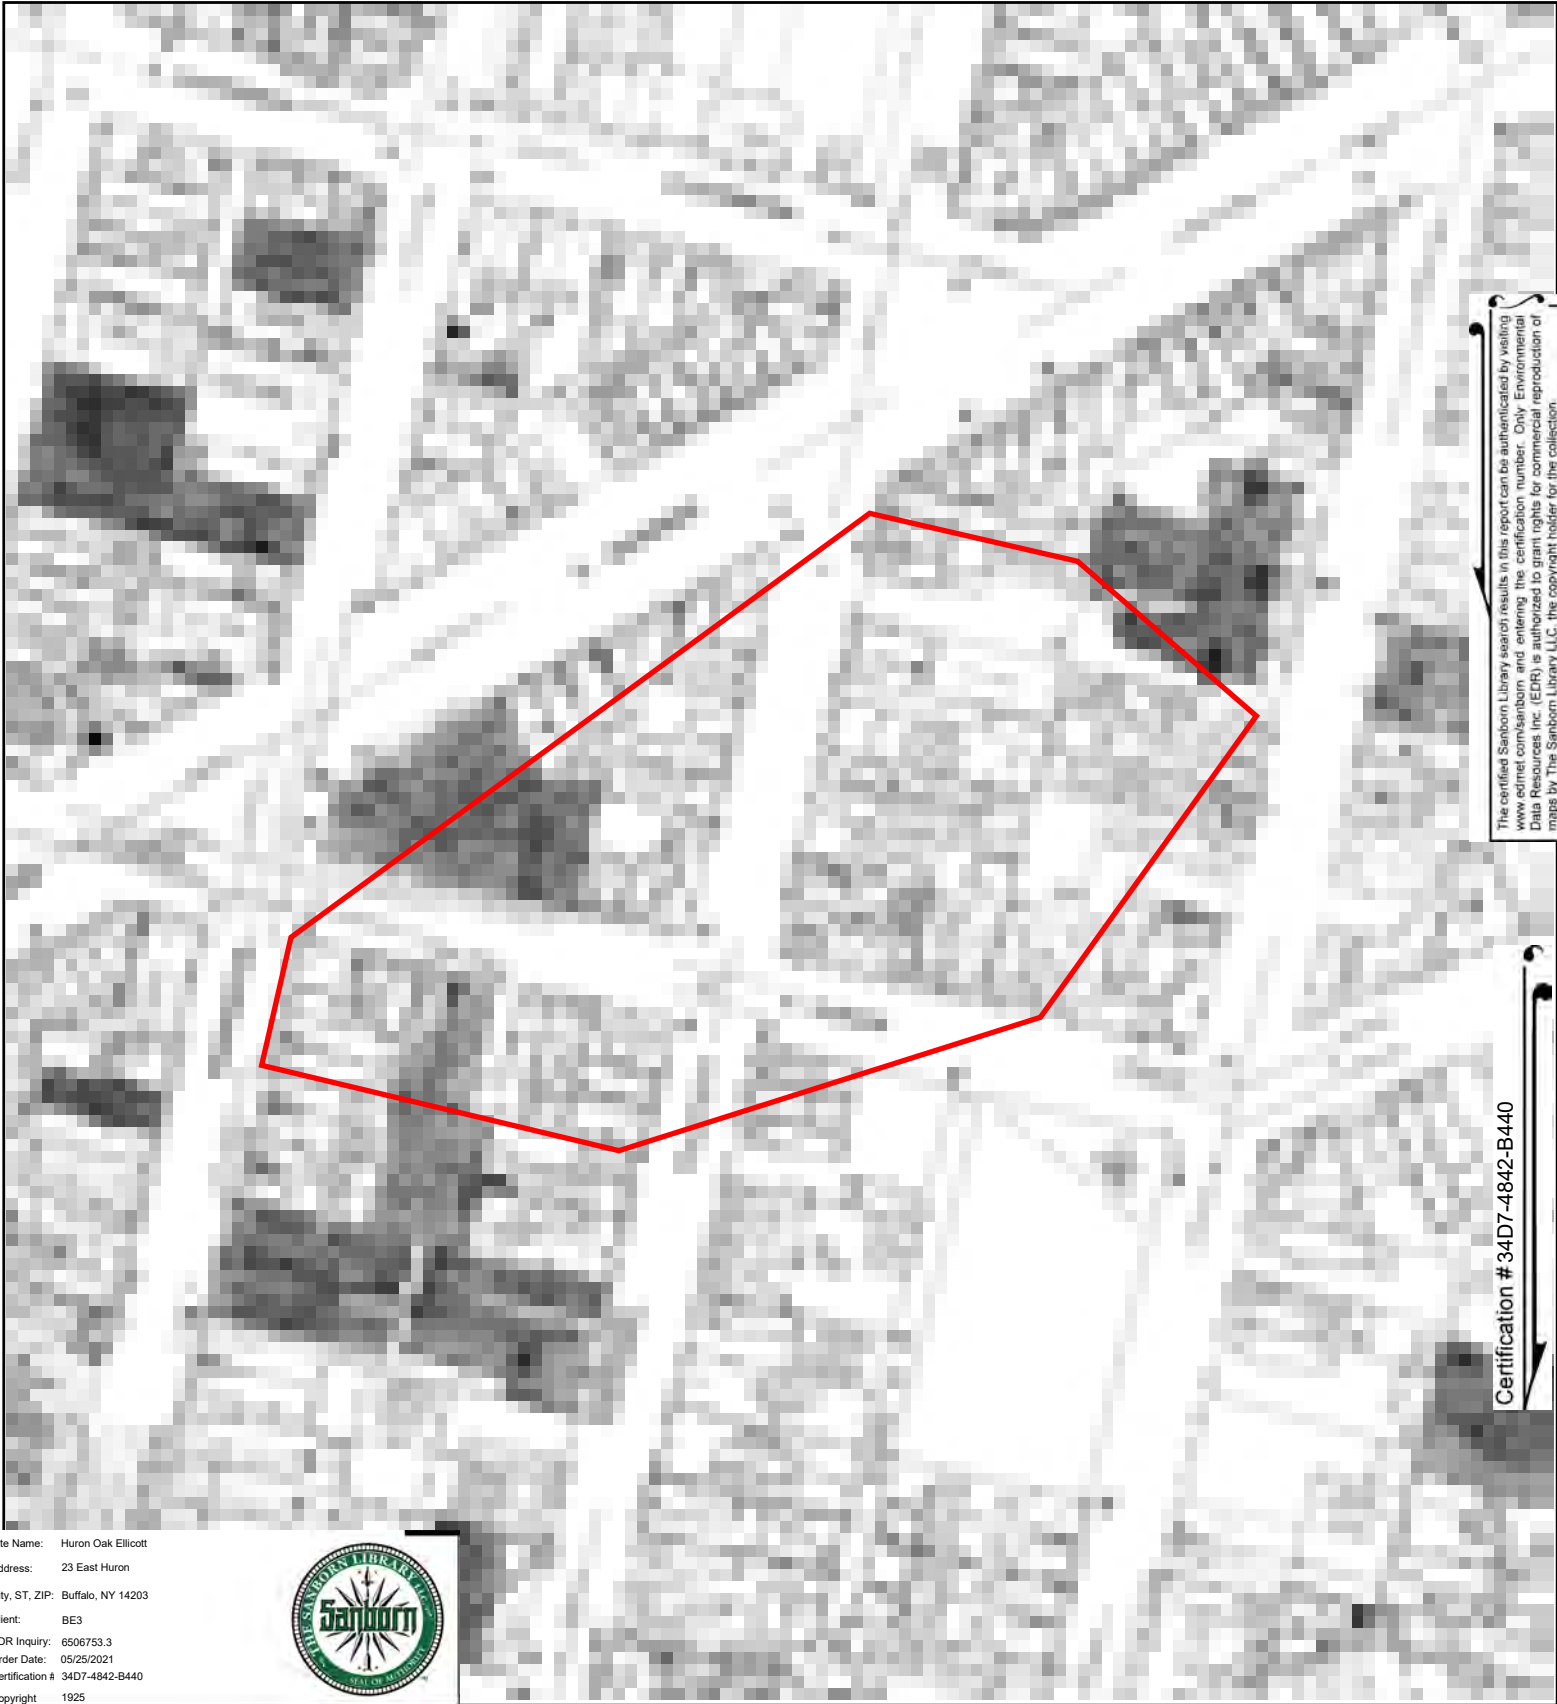 The certified Sanborn Library search results in this report can be authenticated by visiting
www.edrnet.com/sanborn and entering the certification number. Only Environmental
Data Resources Inc. (EDR) is authorized to grant rights for commercial reproduction of
maps by The Sanborn Library LLC, the copyright holder for the collection.
Certification # 34D7-4842-B440
te Name: Huron Oak Ellicott
ddress: 23 East Huron
ty, ST, ZIP: Buffalo, NY 14203
ient: BE3
DR Inquiry: 6506753.3
rder Date: 05/25/2021
ertification # 34D7-4842-B440
opyright 1925
THE SANBORN LIBRARY LLC
Sanborn
SEAL OF AUTHORITY